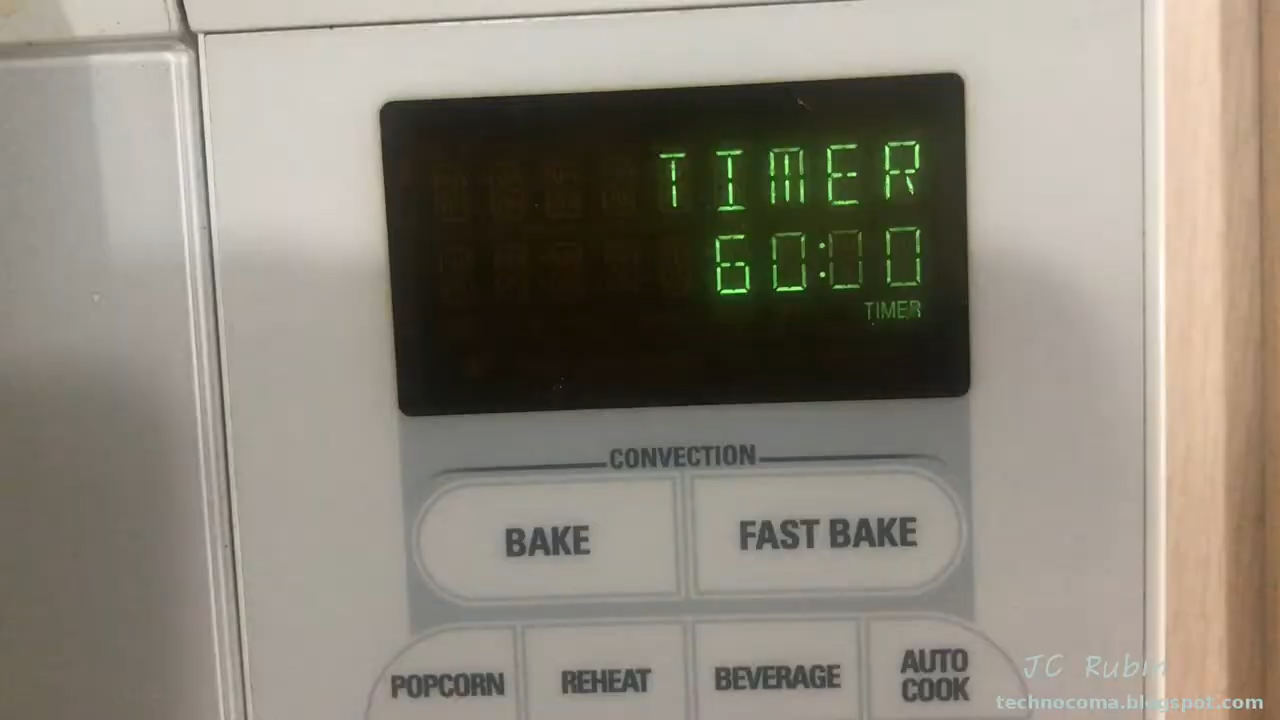 TIMER
60:00
TIMER
CONVECTION
BAKE FAST BAKE
POPCORN REHEAT BEVERAGE AUTO COOK
JC Rubin
technocoma.blogspot.com